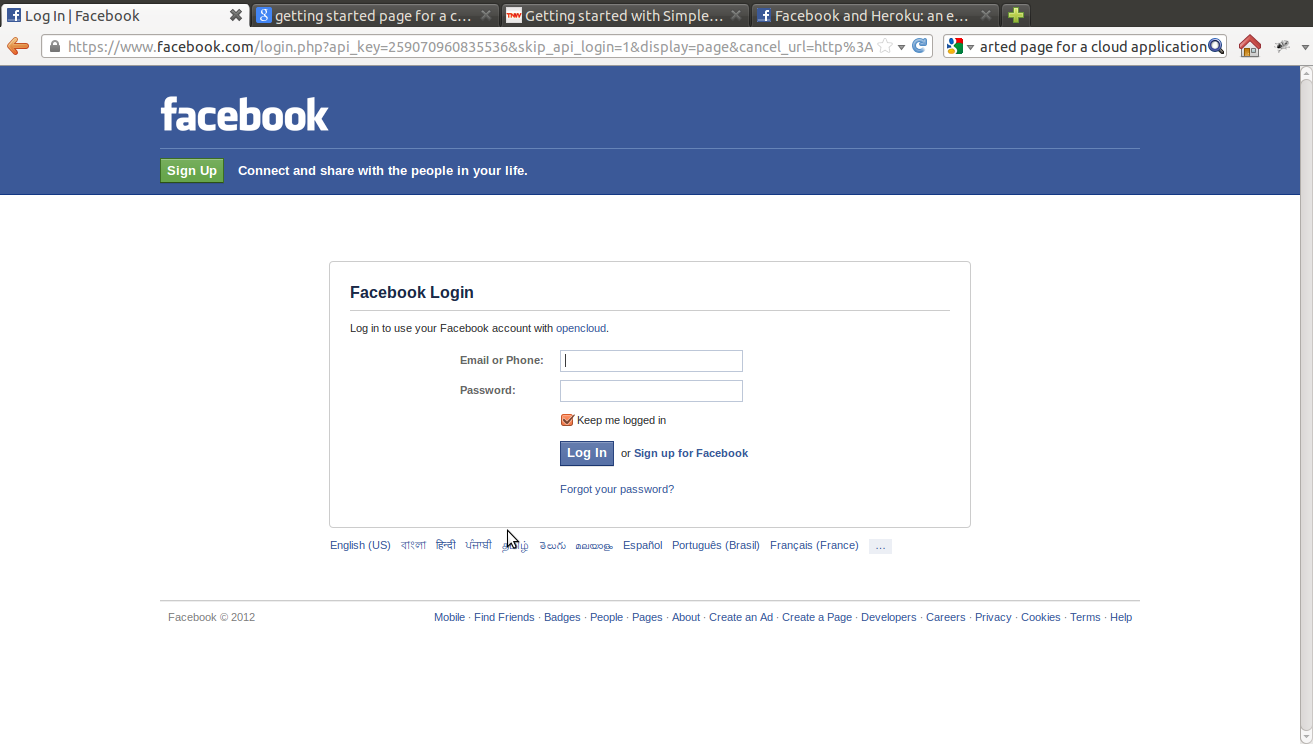 Log In | Facebook
getting started page for a c...
Getting started with Simple...
Facebook and Heroku: an e...
https://www.facebook.com/login.php?api_key=259070960835536&skip_api_login=1&display=page&cancel_url=http%3A
arted page for a cloud application
facebook
Sign Up Connect and share with the people in your life.
Facebook Login
Log in to use your Facebook account with opencloud.
Email or Phone:
Password:
Keep me logged in
Log In or Sign up for Facebook
Forgot your password?
English (US) বাংলা हिन्दी ਪੰਜਾਬੀ தமிழ் తెలుగు മലയാളം Español Português (Brasil) Français (France) ...
Facebook © 2012 Mobile · Find Friends · Badges · People · Pages · About · Create an Ad · Create a Page · Developers · Careers · Privacy · Cookies · Terms · Help